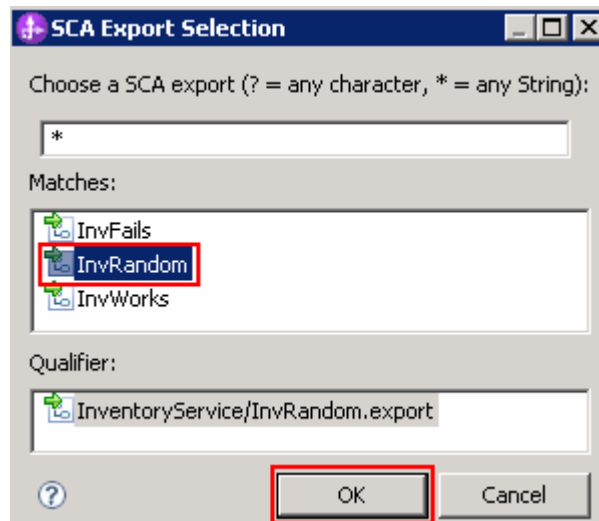 SCA Export Selection
Choose a SCA export (? = any character, * = any String):
*
Matches:
InvFails
InvRandom
InvWorks
Qualifier:
InventoryService/InvRandom.export
? OK Cancel